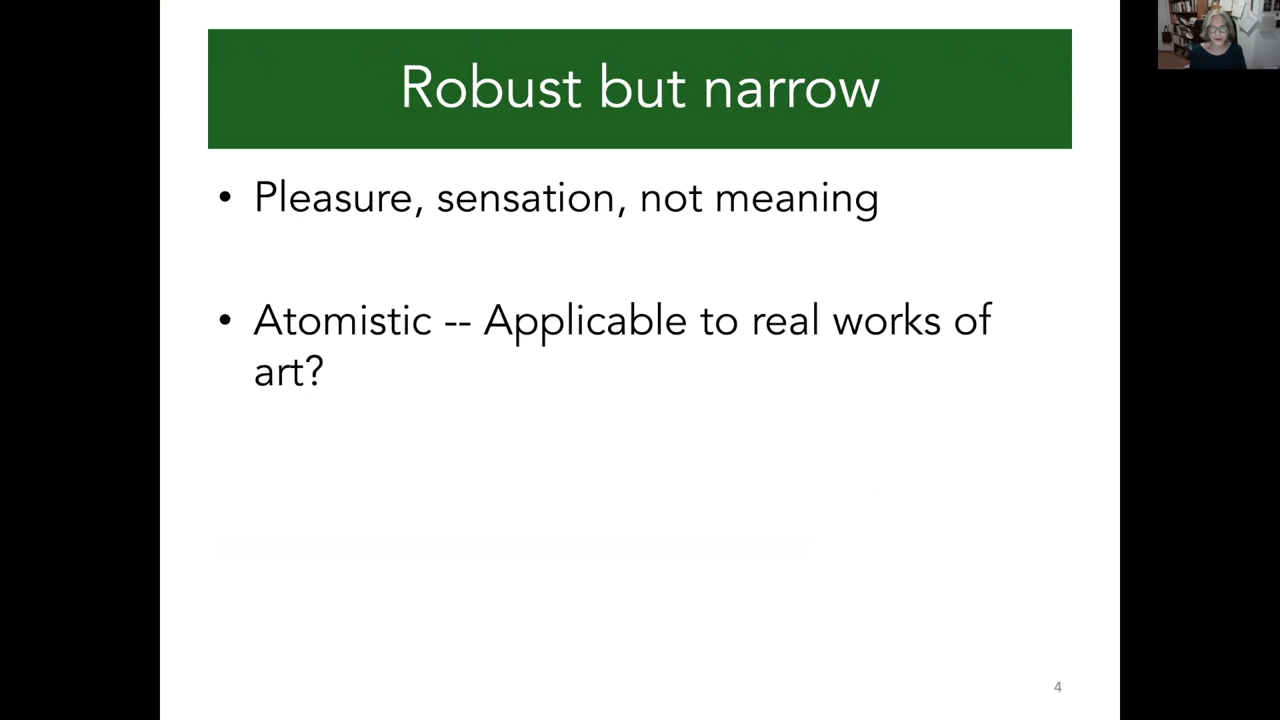 Robust but narrow
• Pleasure, sensation, not meaning
• Atomistic -- Applicable to real works of
art?
4